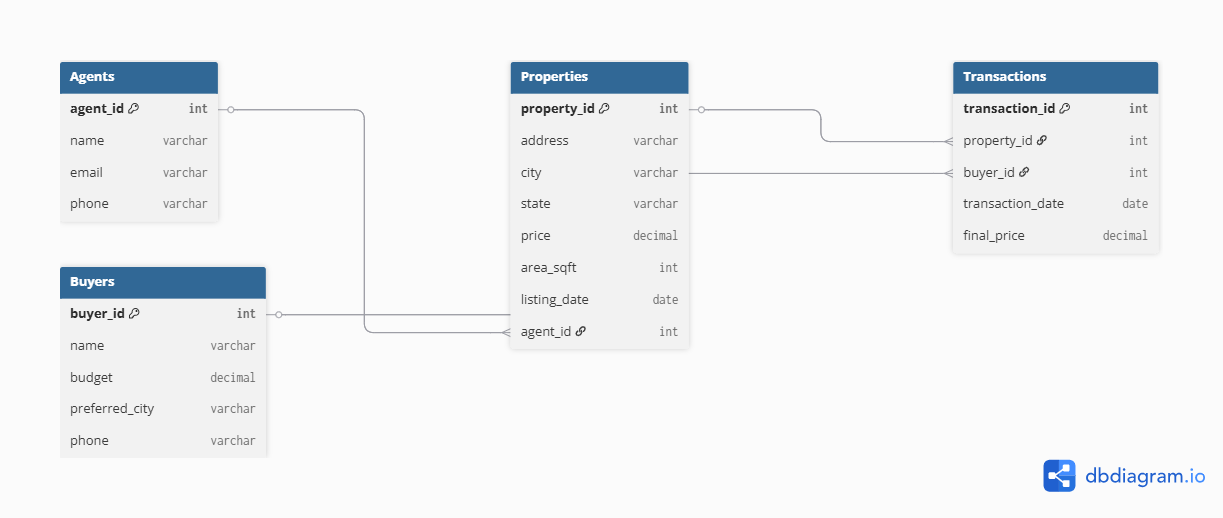 Agents
agent_id int
name varchar
email varchar
phone varchar
Buyers
buyer_id int
name varchar
budget decimal
preferred_city varchar
phone varchar
Properties
property_id int
address varchar
city varchar
state varchar
price decimal
area_sqft int
listing_date date
agent_id int
Transactions
transaction_id int
property_id int
buyer_id int
transaction_date date
final_price decimal
dbdiagram.io